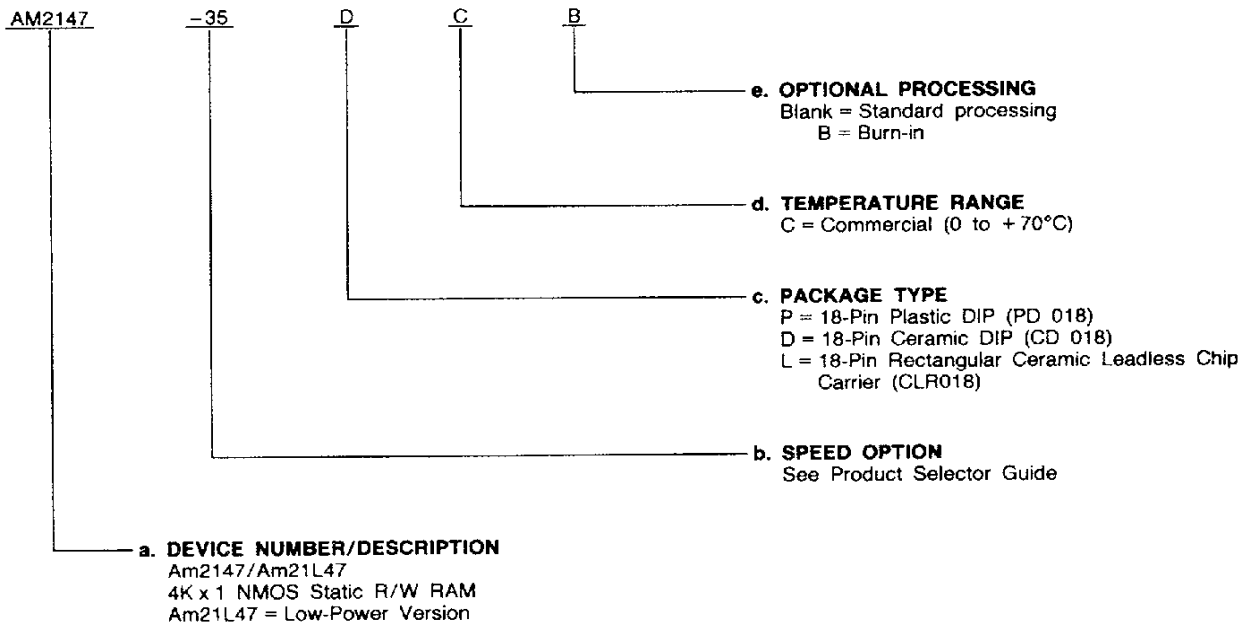 AM2147 -35 D C B
e. OPTIONAL PROCESSING
Blank = Standard processing
B = Burn-in
d. TEMPERATURE RANGE
C = Commercial (0 to +70°C)
c. PACKAGE TYPE
P = 18-Pin Plastic DIP (PD 018)
D = 18-Pin Ceramic DIP (CD 018)
L = 18-Pin Rectangular Ceramic Leadless Chip
Carrier (CLR018)
b. SPEED OPTION
See Product Selector Guide
a. DEVICE NUMBER/DESCRIPTION
Am2147/Am21L47
4K x 1 NMOS Static R/W RAM
Am21L47 = Low-Power Version